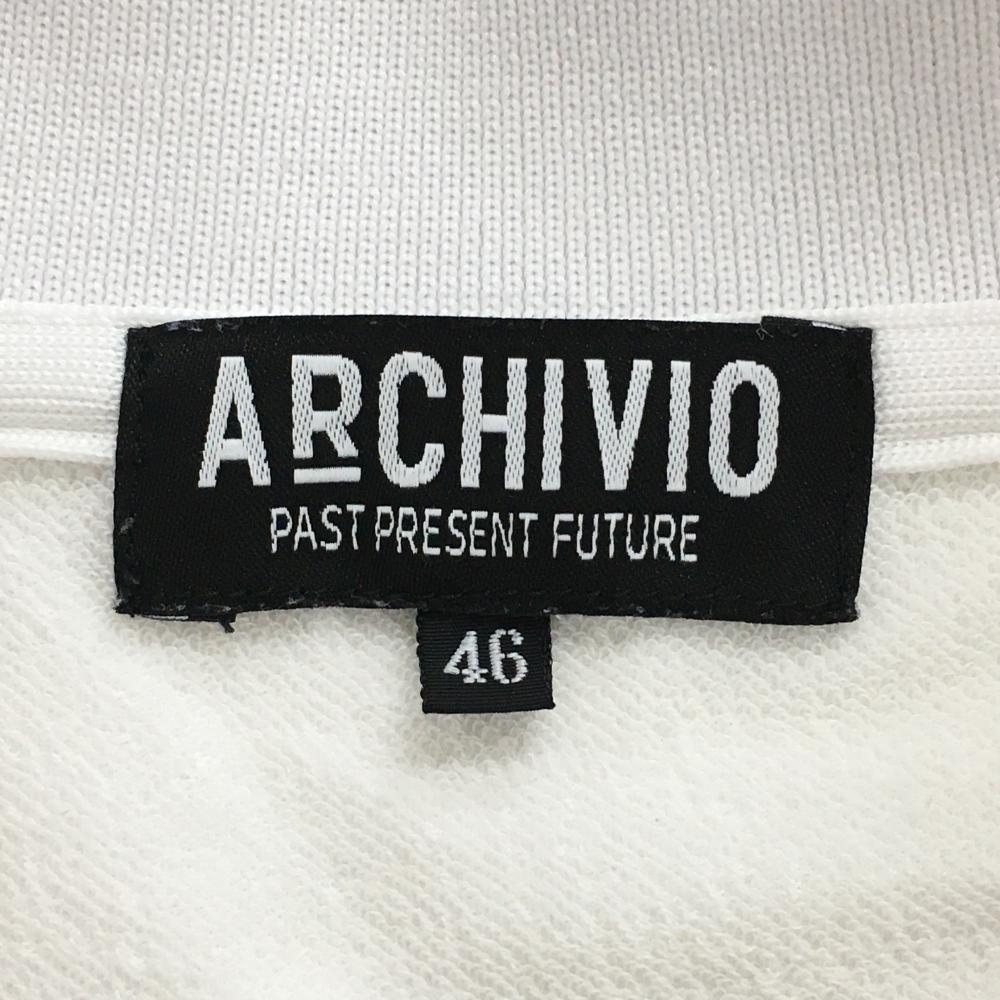 ARCHIVIO
PAST PRESENT FUTURE
46